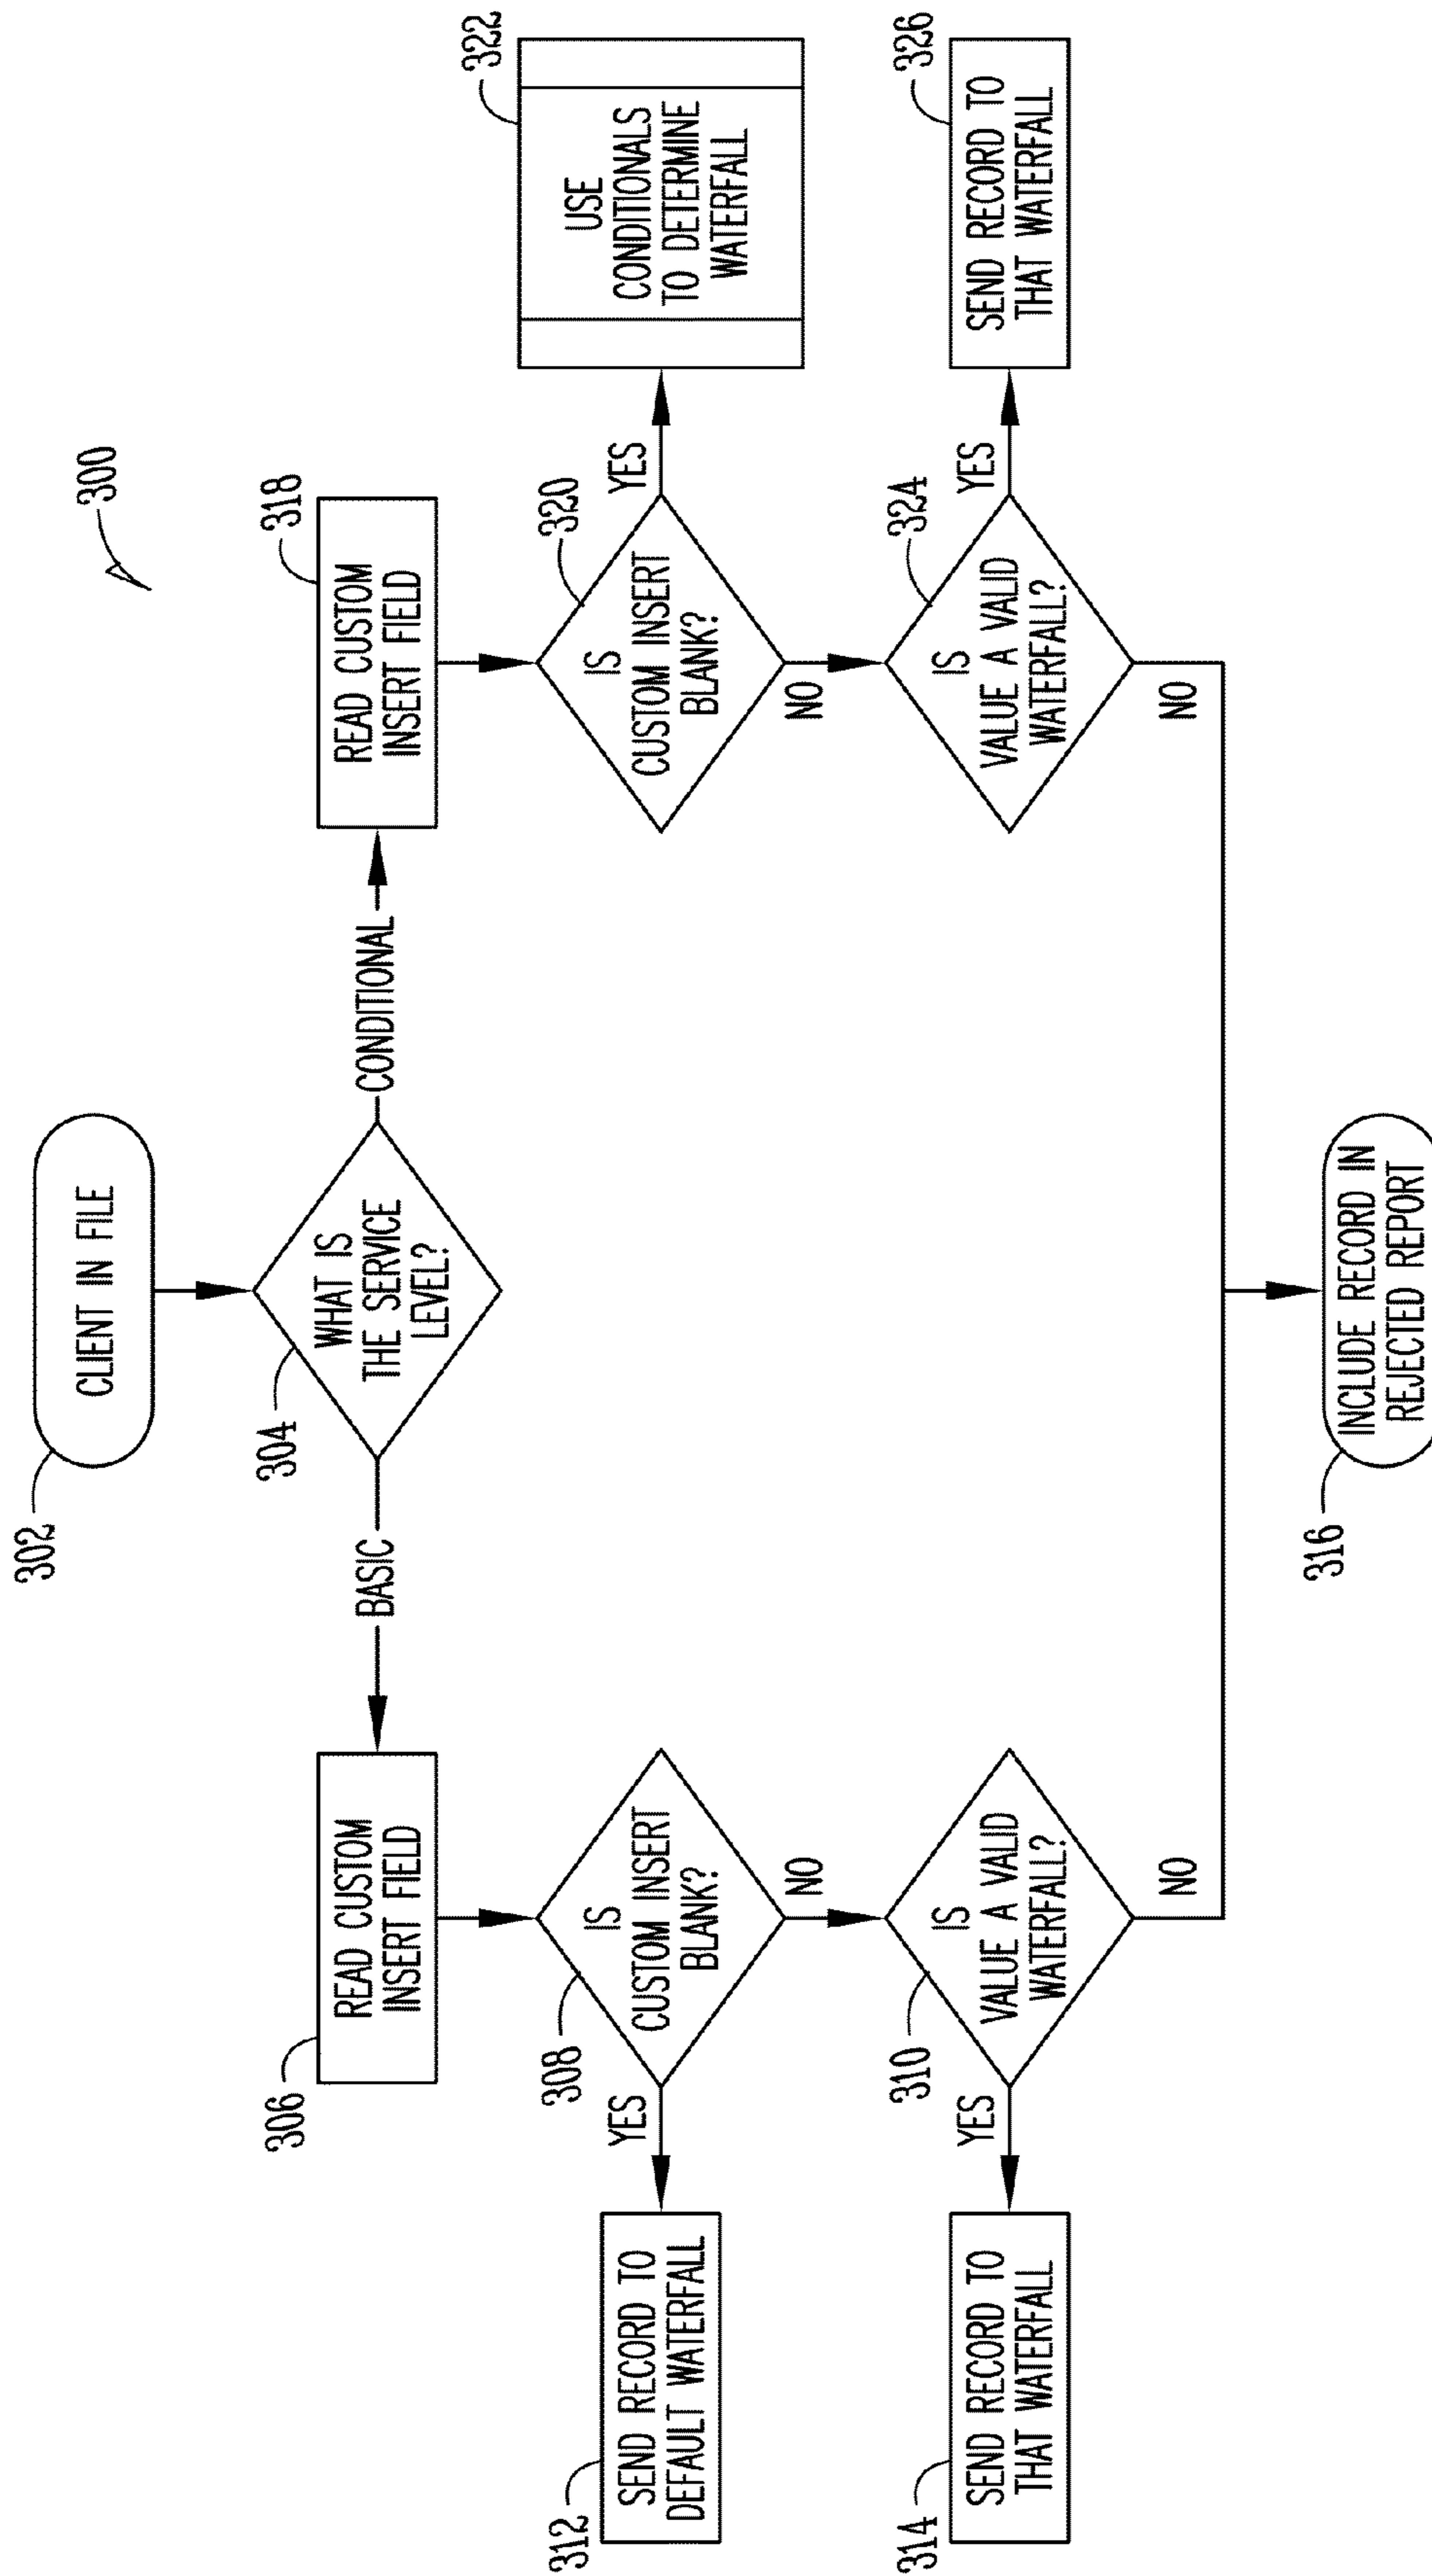 300
302
CLIENT IN FILE
304
WHAT IS
THE SERVICE
LEVEL?
BASIC
CONDITIONAL
306
READ CUSTOM
INSERT FIELD
318
READ CUSTOM
INSERT FIELD
308
IS
CUSTOM INSERT
BLANK?
YES
NO
312
SEND RECORD TO
DEFAULT WATERFALL
320
IS
CUSTOM INSERT
BLANK?
YES
NO
322
USE
CONDITIONALS
TO DETERMINE
WATERFALL
310
IS
VALUE A VALID
WATERFALL?
YES
NO
314
SEND RECORD TO
THAT WATERFALL
324
IS
VALUE A VALID
WATERFALL?
YES
NO
326
SEND RECORD TO
THAT WATERFALL
316
INCLUDE RECORD IN
REJECTED REPORT